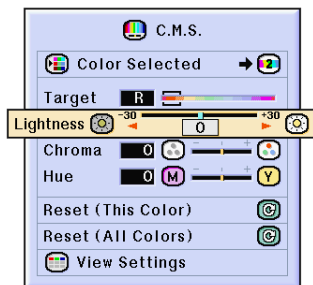 C.M.S.
Color Selected 2
Target R
-30 +30
Lightness 0
Chroma 0 - +
Hue 0 M - + Y
Reset (This Color)
Reset (All Colors)
View Settings